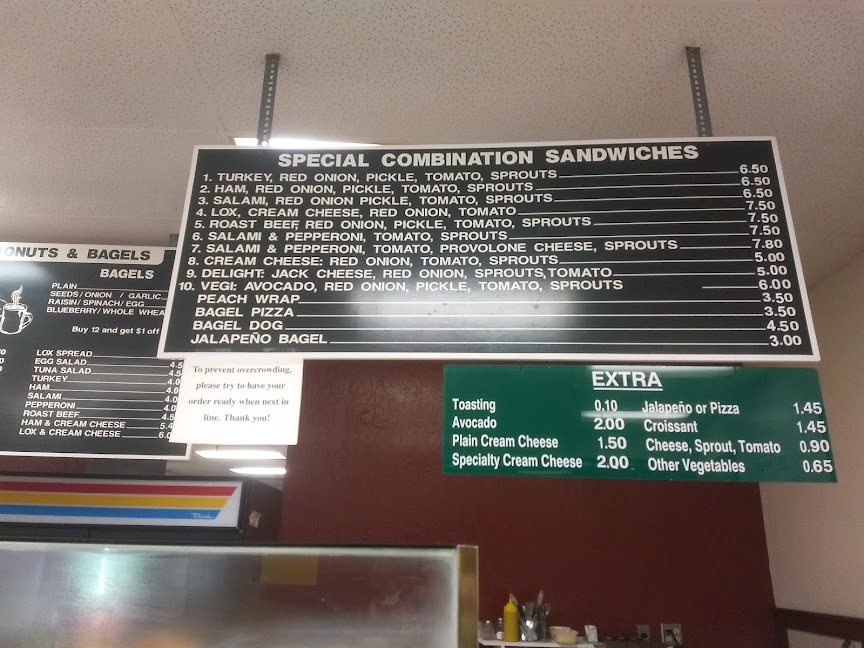 SPECIAL COMBINATION SANDWICHES
1. TURKEY, RED ONION, PICKLE, TOMATO, SPROUTS 6.50
2. HAM, RED ONION, PICKLE, TOMATO, SPROUTS 6.50
3. SALAMI, RED ONION PICKLE, TOMATO, SPROUTS 6.50
4. LOX, CREAM CHEESE, RED ONION, TOMATO 7.50
5. ROAST BEEF, RED ONION, PICKLE, TOMATO, SPROUTS 7.50
6. SALAMI & PEPPERONI, TOMATO, SPROUTS 7.50
7. SALAMI & PEPPERONI, TOMATO, PROVOLONE CHEESE, SPROUTS 7.80
8. CREAM CHEESE: RED ONION, TOMATO, SPROUTS 5.00
9. DELIGHT: JACK CHEESE, RED ONION, SPROUTS,TOMATO 5.00
10. VEGI: AVOCADO, RED ONION, PICKLE, TOMATO, SPROUTS 6.00
PEACH WRAP 3.50
BAGEL PIZZA 3.50
BAGEL DOG 4.50
JALAPEÑO BAGEL 3.00
DONUTS & BAGELS
BAGELS
PLAIN
SEEDS/ONION / GARLIC
RAISIN/SPINACH/EGG
BLUEBERRY/WHOLE WHEA
Buy 12 and get $1 off
LOX SPREAD
EGG SALAD
TUNA SALAD
TURKEY
HAM
SALAMI
PEPPERONI
ROAST BEEF
HAM & CREAM CHEESE
LOX & CREAM CHEESE
To prevent overcrowding,
please try to have your
order ready when next in
line. Thank you!
EXTRA
Toasting 0.10
Avocado 2.00
Plain Cream Cheese 1.50
Specialty Cream Cheese 2.00
Jalapeño or Pizza 1.45
Croissant 1.45
Cheese, Sprout, Tomato 0.90
Other Vegetables 0.65